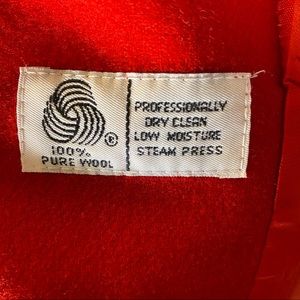 ®
100%
PURE WOOL
PROFESSIONALLY
DRY CLEAN
LOW MOISTURE
STEAM PRESS